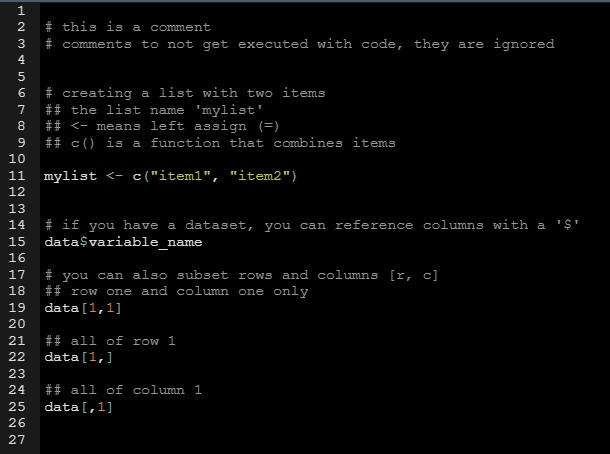 1
2 # this is a comment
3 # comments to not get executed with code, they are ignored
4
5
6 # creating a list with two items
7 ## the list name 'mylist'
8 ## <- means left assign (=)
9 ## c() is a function that combines items
10
11 mylist <- c("item1", "item2")
12
13
14 # if you have a dataset, you can reference columns with a '$'
15 data$variable_name
16
17 # you can also subset rows and columns [r, c]
18 ## row one and column one only
19 data[1,1]
20
21 ## all of row 1
22 data[1,]
23
24 ## all of column 1
25 data[,1]
26
27